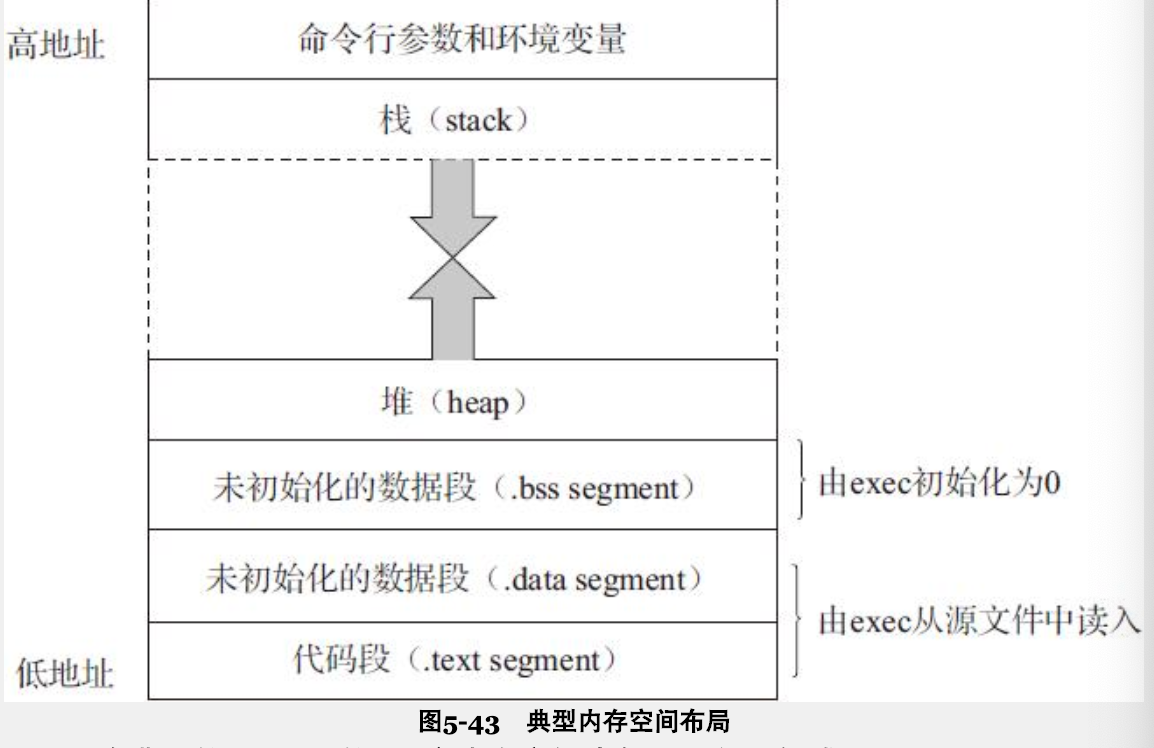 高地址
命令行参数和环境变量
栈（stack）
堆（heap）
未初始化的数据段（.bss segment）
由exec初始化为0
未初始化的数据段（.data segment）
由exec从源文件中读入
代码段（.text segment）
低地址
图5-43 典型内存空间布局